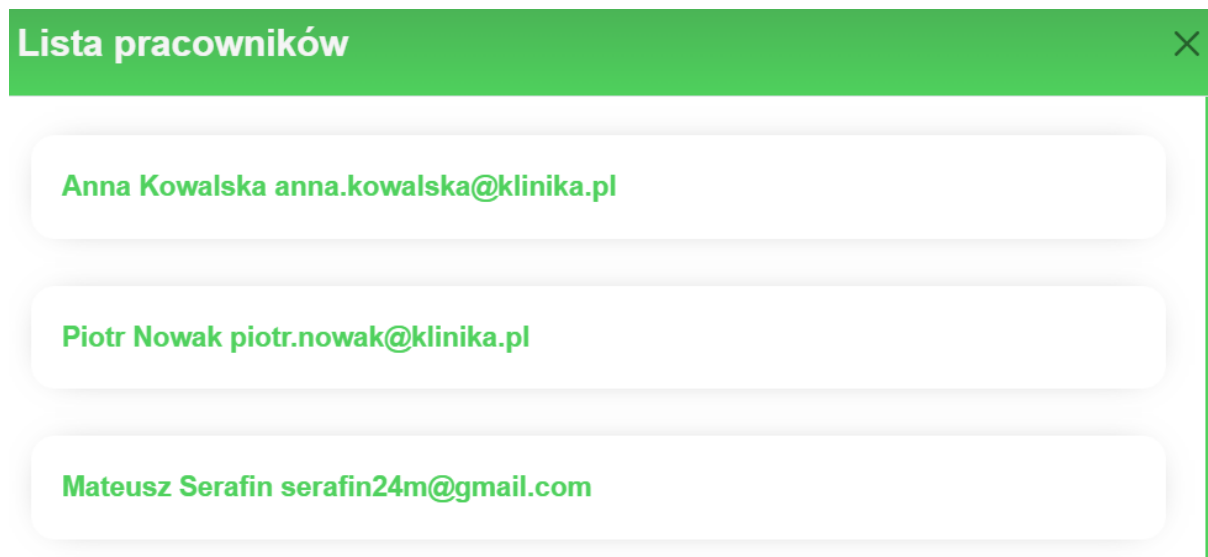 Lista pracowników
Anna Kowalska anna.kowalska@klinika.pl
Piotr Nowak piotr.nowak@klinika.pl
Mateusz Serafin serafin24m@gmail.com